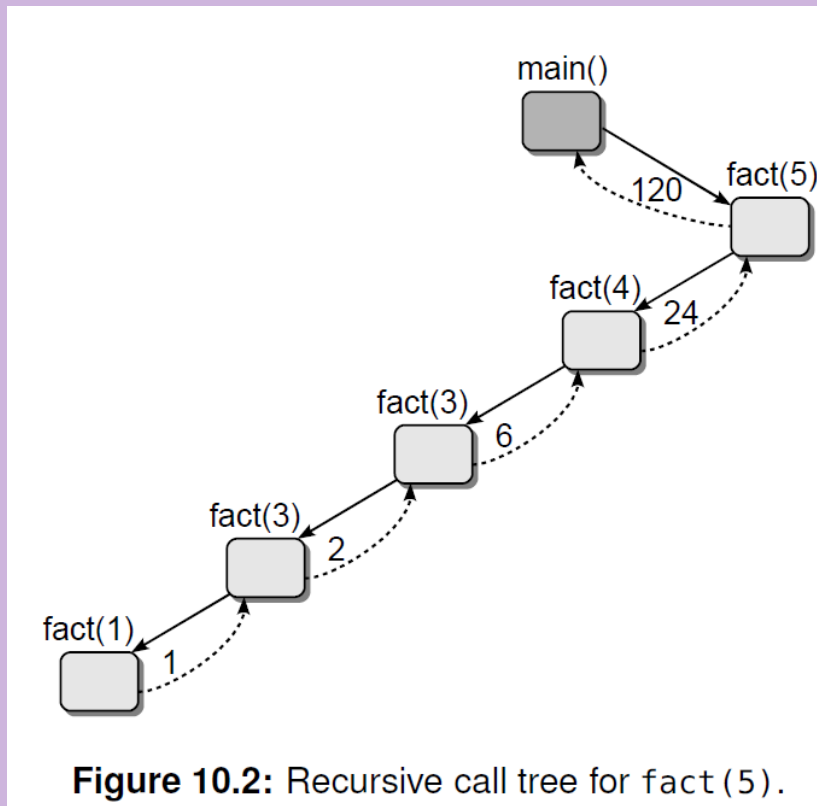 main()
120
fact(5)
fact(4)
24
fact(3)
6
fact(3)
2
fact(1)
1
Figure 10.2: Recursive call tree for fact(5).